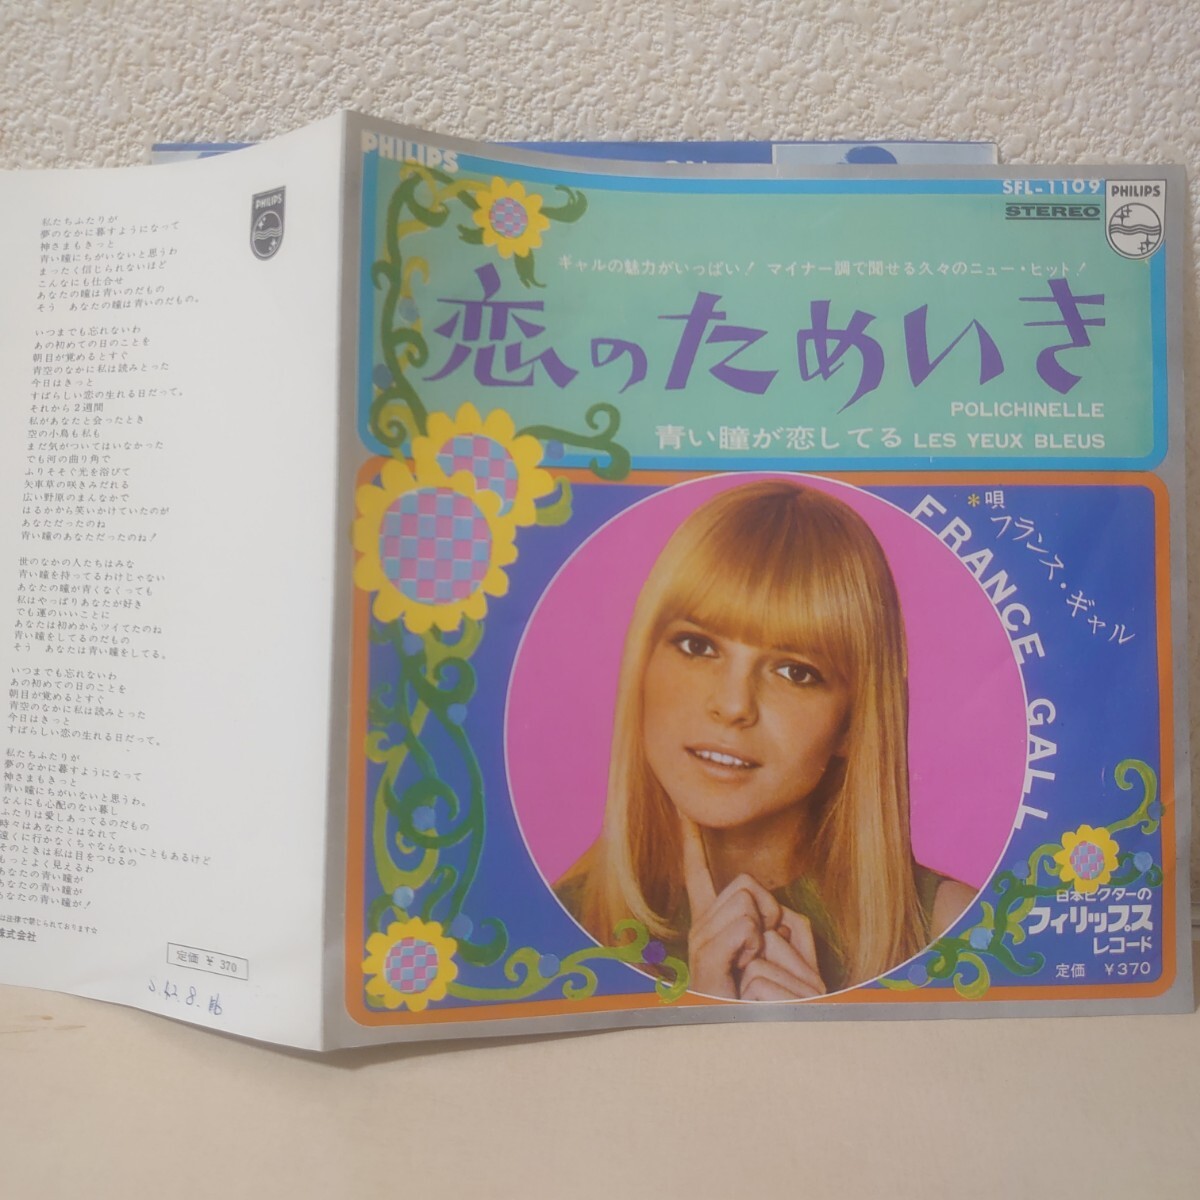 PHILIPS
私たちふたりが
夢のなかに暮すようになって
神さまもきっと
青い瞳にちがいないと思うわ
まったく信じられないほど
こんなにも仕合せ
あなたの瞳は青いのだもの
そう　あなたの瞳は青いのだもの。
いつまでも忘れないわ
あの初めての日のことを
朝目が覚めるとすぐ
青空のなかに私は読みとった
今日はきっと
すばらしい恋の生れる日だって。
それから２週間
私があなたと会ったとき
空の小鳥も私も
まだ気がついてはいなかった
でも河の曲り角で
ふりそそぐ光を浴びて
矢車草の咲きみだれる
広い野原のまんなかで
はるかから笑いかけていたのが
あなただったのね
青い瞳のあなただったのね！
世のなかの人たちはみな
青い瞳を持ってるわけじゃない
あなたの瞳が青くなくっても
私はやっぱりあなたが好き
でも運のいいことに
あなたは初めからツイてたのね
青い瞳をしてるのだもの
そう　あなたは青い瞳をしてる。
いつまでも忘れないわ
あの初めての日のことを
朝目が覚めるとすぐ
青空のなかに私は読みとった
今日はきっと
すばらしい恋の生れる日だって。
私たちふたりが
夢のなかに暮すようになって
神さまもきっと
青い瞳にちがいないと思うわ。
なんにも心配のない暮し
ふたりは愛しあってるのだもの
時々はあなたとはなれて
遠くに行かなくちゃならないこともあるけど
そのときは私は目をつむるの
もっとよく見えるわ
あなたの青い瞳が
あなたの青い瞳が
あなたの青い瞳が！
は法律で禁じられております☆
株式会社
定価 ¥ 370
PHILIPS
SFL-1109
STEREO
PHILIPS
ギャルの魅力がいっぱい！ マイナー調で聞せる久々のニュー・ヒット！
恋のためいき
POLICHINELLE
青い瞳が恋してる LES YEUX BLEUS
＊唄 フランス・ギャル
FRANCE GALL
日本ビクターの
フィリップス
レコード
定価 ¥370